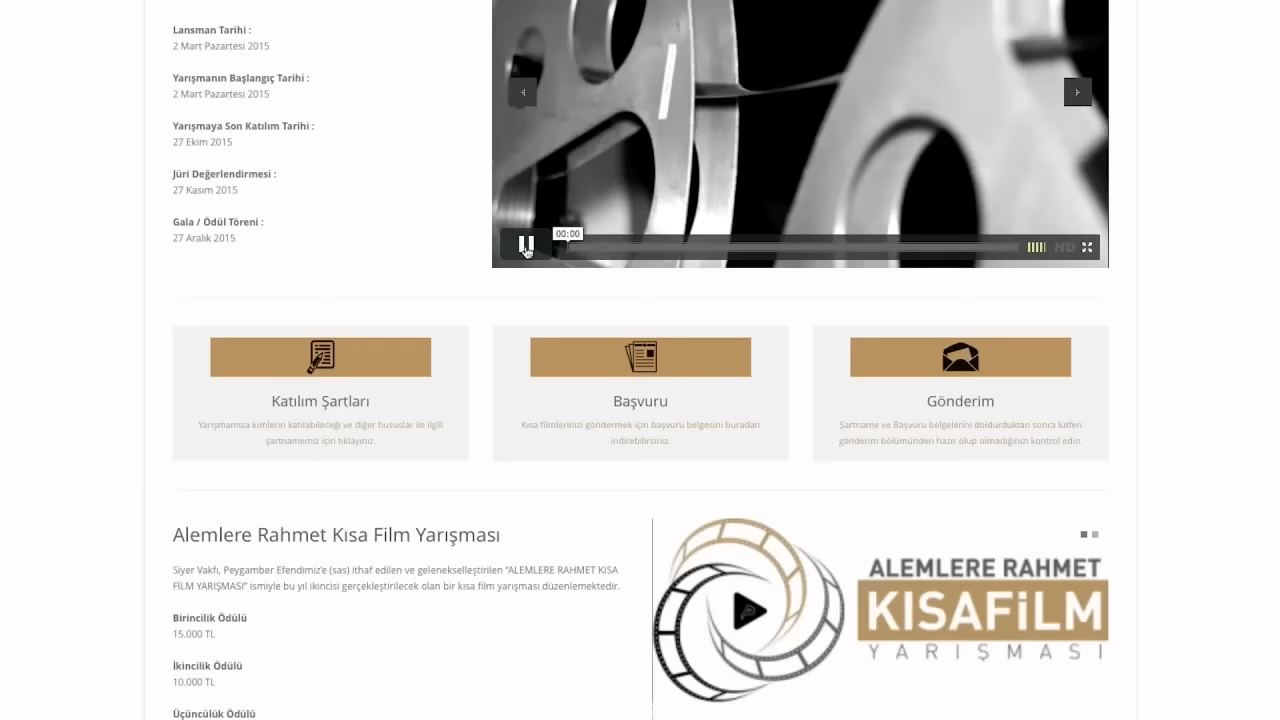 Lansman Tarihi :
2 Mart Pazartesi 2015
Yarışmanın Başlangıç Tarihi :
2 Mart Pazartesi 2015
Yarışmaya Son Katılım Tarihi :
27 Ekim 2015
Jüri Değerlendirmesi :
27 Kasım 2015
Gala / Ödül Töreni :
27 Aralık 2015
00:00
HD
Katılım Şartları
Yarışmamıza kimlerin katılabileceği ve diğer hususlar ile ilgili
şartnamemiz için tıklayınız.
Başvuru
Kısa filmlerinizi göndermek için başvuru belgesini buradan
indirebilirsiniz.
Gönderim
Şartname ve Başvuru belgelerini doldurduktan sonra lütfen
gönderim bölümünden hazır olup olmadığınızı kontrol edin.
Alemlere Rahmet Kısa Film Yarışması
Siyer Vakfı, Peygamber Efendimiz'e (sas) ithaf edilen ve gelenekselleştirilen “ALEMLERE RAHMET KISA
FİLM YARIŞMASI” ismiyle bu yıl ikincisi gerçekleştirilecek olan bir kısa film yarışması düzenlemektedir.
Birincilik Ödülü
15.000 TL
İkincilik Ödülü
10.000 TL
Üçüncülük Ödülü
ALEMLERE RAHMET
KISAFiLM
YARIŞMASI